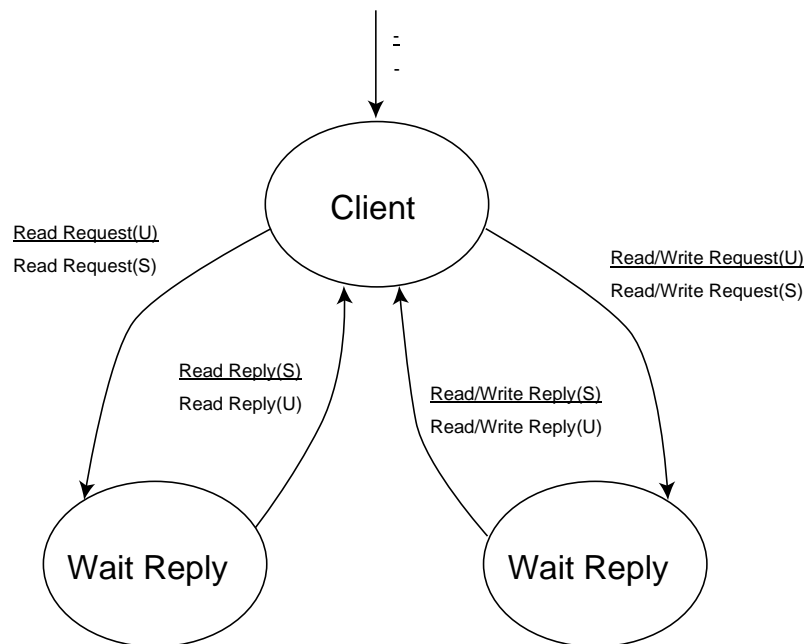 -
-
Client
Read Request(U)
Read Request(S)
Read/Write Request(U)
Read/Write Request(S)
Read Reply(S)
Read Reply(U)
Read/Write Reply(S)
Read/Write Reply(U)
Wait Reply
Wait Reply